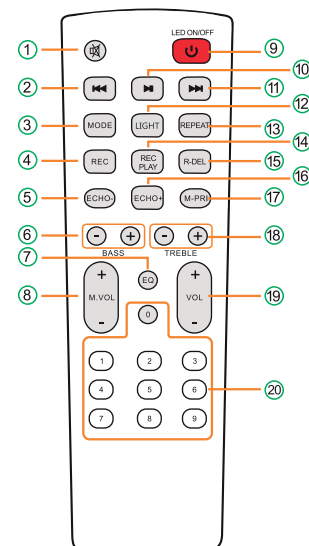 LED ON/OFF
1 9
10
2 11
12
3 MODE LIGHT REPEAT
13
14
4 REC REC PLAY R-DEL
15
16
5 ECHO- ECHO+ M-PRI 17
6 - + - + 18
BASS TREBLE
7 EQ
8 + M.VOL - + VOL - 19
0
1 2 3
4 5 6 20
7 8 9